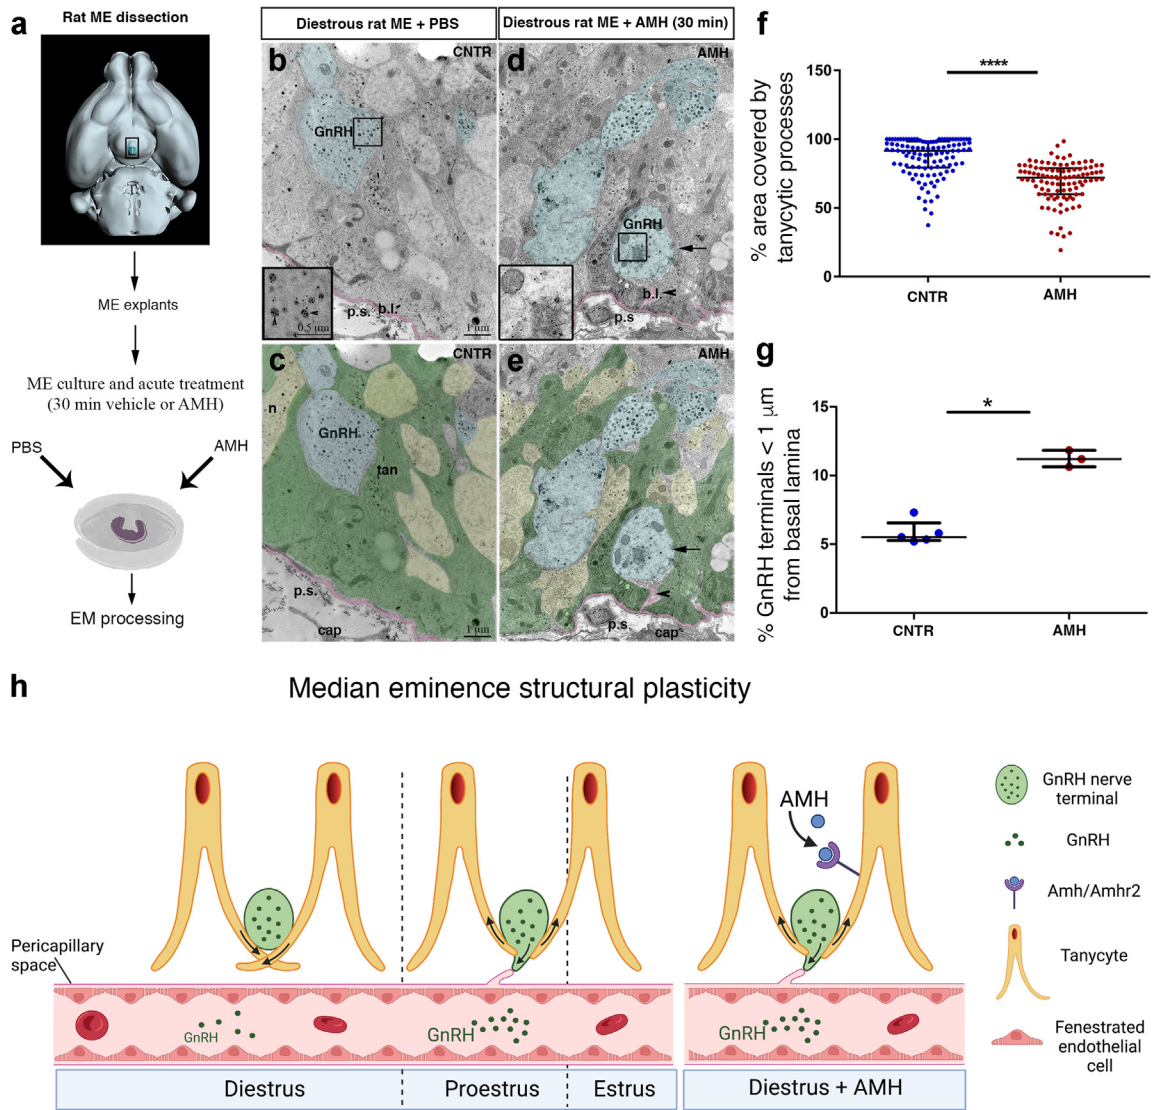 a
Rat ME dissection
ME explants
ME culture and acute treatment
(30 min vehicle or AMH)
PBS
AMH
EM processing
Diestrous rat ME + PBS
Diestrous rat ME + AMH (30 min)
b
CNTR
GnRH
b.l.
p.s.
0.5 µm
1 µm
d
AMH
GnRH
b.l.
p.s
c
CNTR
n
GnRH
tan
p.s.
cap
1 µm
e
AMH
p.s.
cap
f
% area covered by
tanycytic processes
150
100
50
0
****
CNTR
AMH
g
% GnRH terminals < 1 µm
from basal lamina
15
10
5
0
*
CNTR
AMH
h
Median eminence structural plasticity
AMH
Pericapillary
space
GnRH
GnRH
GnRH
Diestrus
Proestrus
Estrus
Diestrus + AMH
GnRH nerve
terminal
GnRH
Amh/Amhr2
Tanycyte
Fenestrated
endothelial
cell